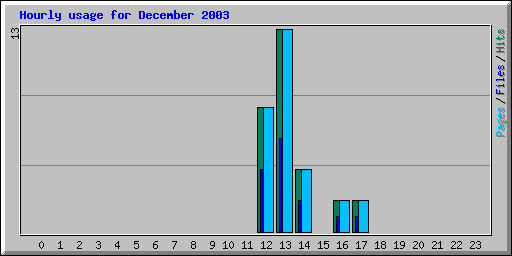 Hourly usage for December 2003
13
Pages/Files/Hits
0 1 2 3 4 5 6 7 8 9 10 11 12 13 14 15 16 17 18 19 20 21 22 23